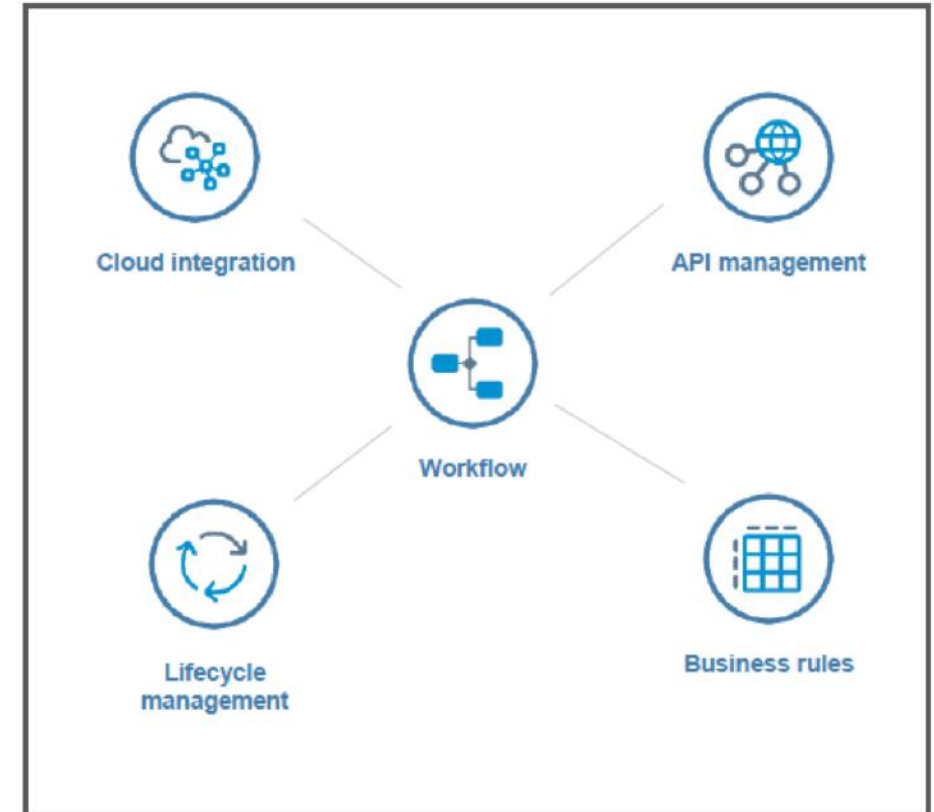 Cloud integration
API management
Workflow
Lifecycle
management
Business rules